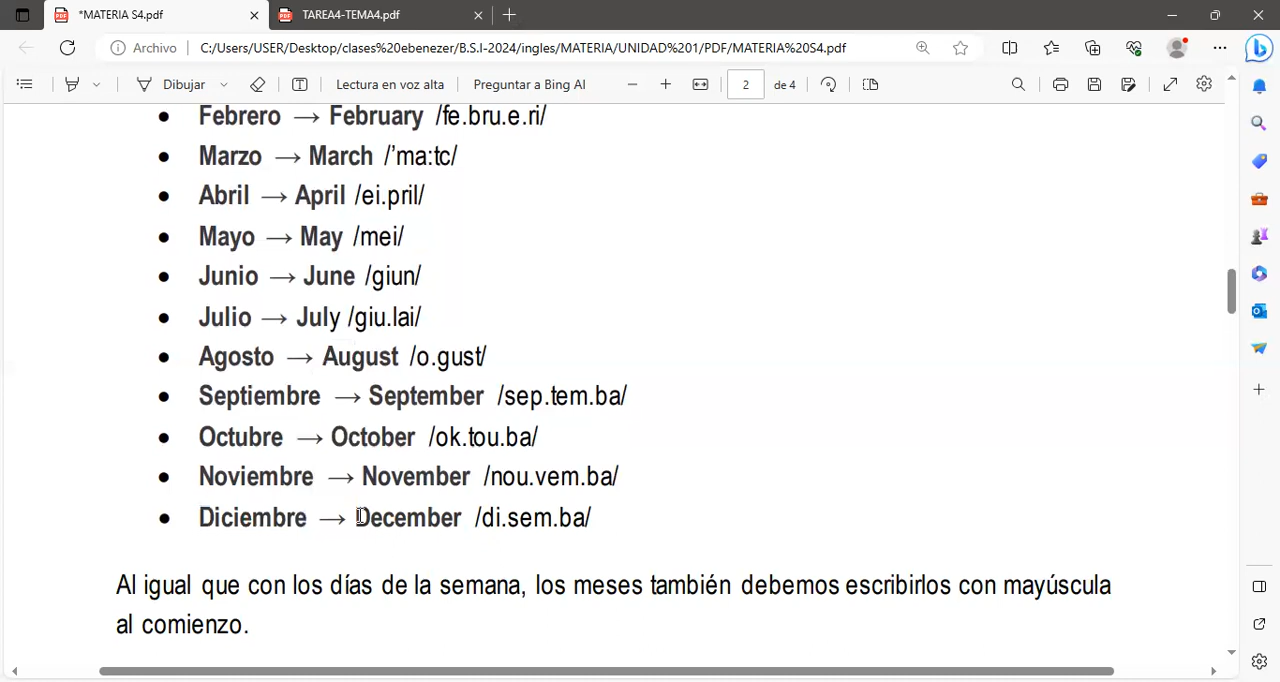 *MATERIA S4.pdf
TAREA4-TEMA4.pdf
Archivo
C:/Users/USER/Desktop/clases%20ebenezer/B.S.I-2024/ingles/MATERIA/UNIDAD%201/PDF/MATERIA%20S4.pdf
Dibujar
Lectura en voz alta
Preguntar a Bing AI
2
de 4
• Febrero → February /fe.bru.e.ri/
• Marzo → March /’ma:tc/
• Abril → April /ei.pril/
• Mayo → May /mei/
• Junio → June /giun/
• Julio → July /giu.lai/
• Agosto → August /o.gust/
• Septiembre → September /sep.tem.ba/
• Octubre → October /ok.tou.ba/
• Noviembre → November /nou.vem.ba/
• Diciembre → December /di.sem.ba/
Al igual que con los días de la semana, los meses también debemos escribirlos con mayúscula
al comienzo.